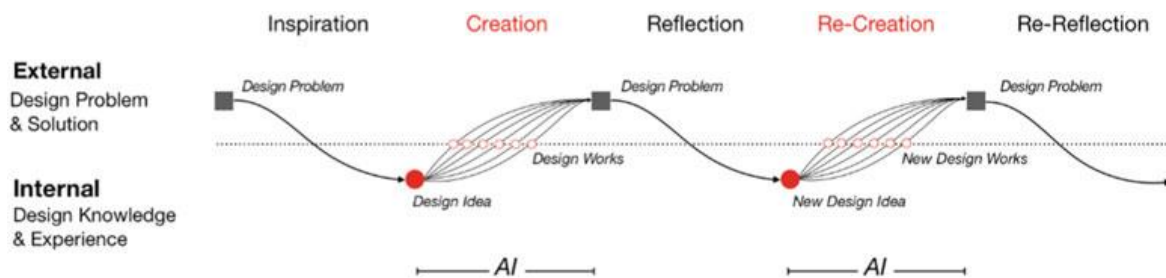 Inspiration Creation Reflection Re-Creation Re-Reflection
External
Design Problem
& Solution
Design Problem Design Problem Design Problem
Design Works New Design Works
Internal
Design Knowledge
& Experience
Design Idea New Design Idea
AI AI